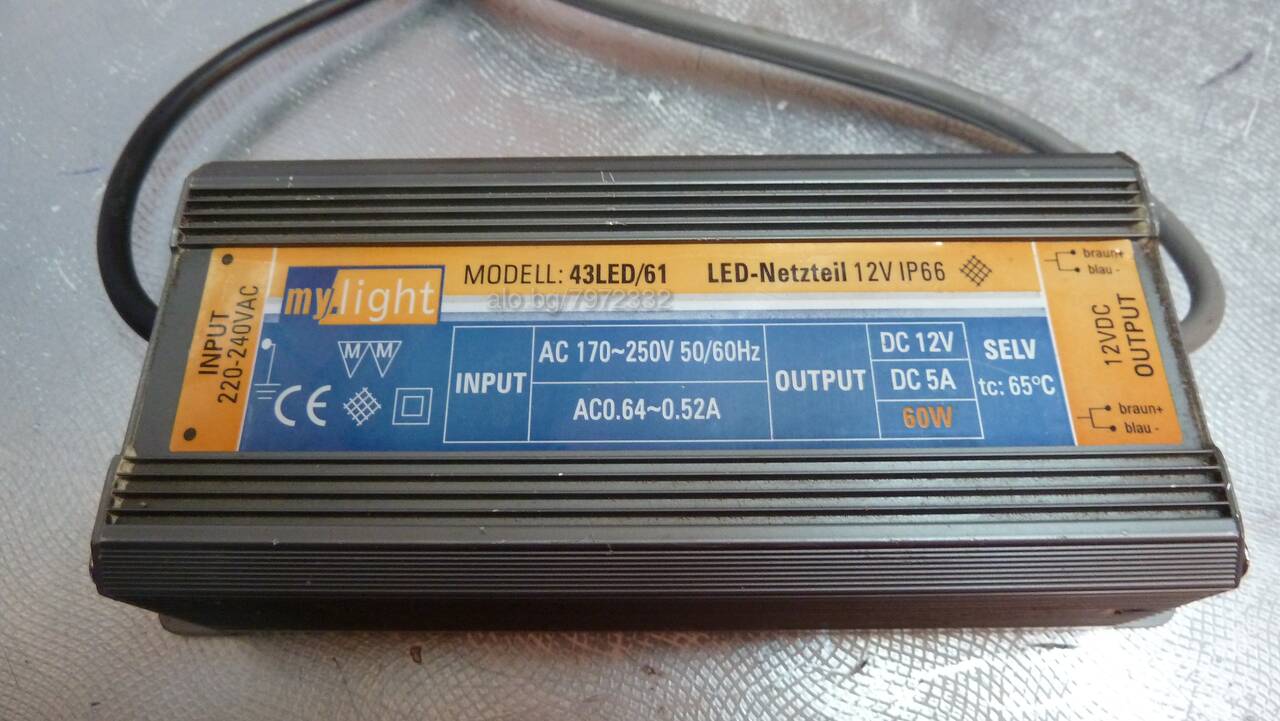 MODELL: 43LED/61 LED-Netzteil 12V IP66
my.light
alo.bg/7972332
INPUT
220-240VAC
M M
CE
INPUT
AC 170~250V 50/60Hz
AC0.64~0.52A
OUTPUT
DC 12V
DC 5A
60W
SELV
tc: 65°C
braun+
blau -
12VDC
OUTPUT
braun+
blau -